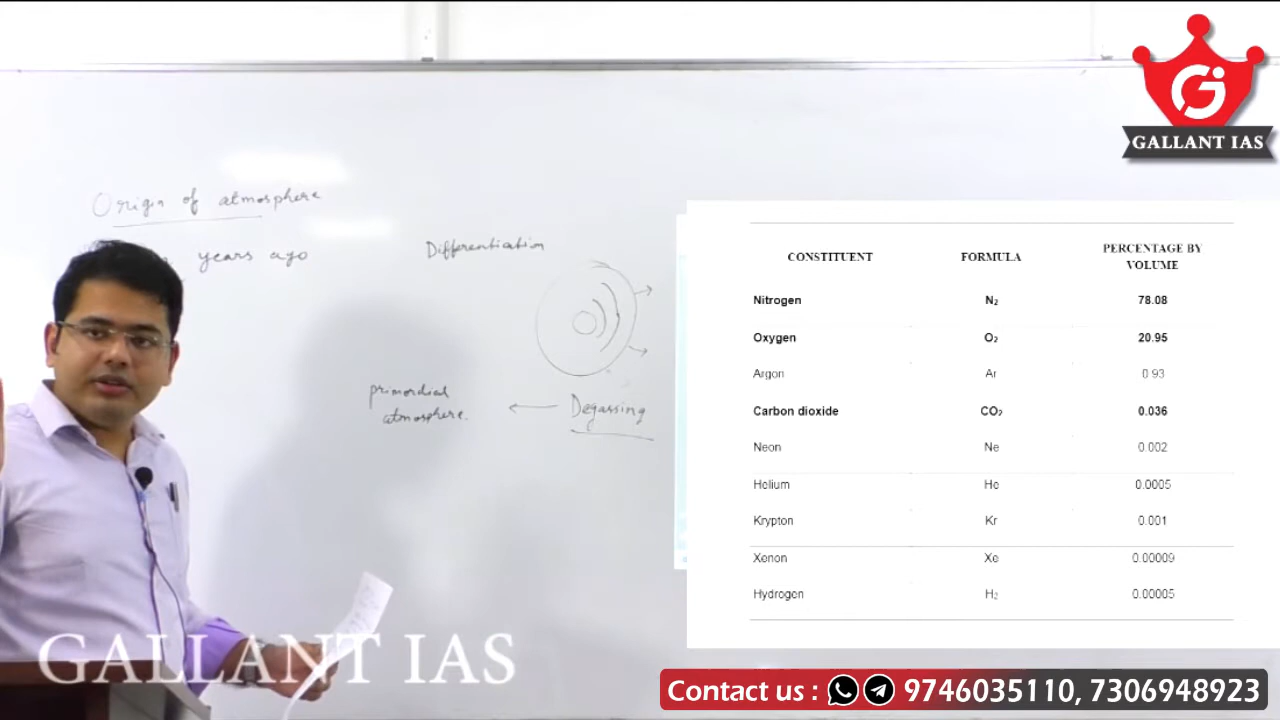 GALLANT IAS
Origin of atmosphere
years ago
Differentiation
primordial
atmosphere.
Degassing
CONSTITUENT FORMULA PERCENTAGE BY VOLUME
Nitrogen N₂ 78.08
Oxygen O₂ 20.95
Argon Ar 0.93
Carbon dioxide CO₂ 0.036
Neon Ne 0.002
Helium He 0.0005
Krypton Kr 0.001
Xenon Xe 0.00009
Hydrogen H₂ 0.00005
GALLANT IAS
Contact us : 9746035110, 7306948923